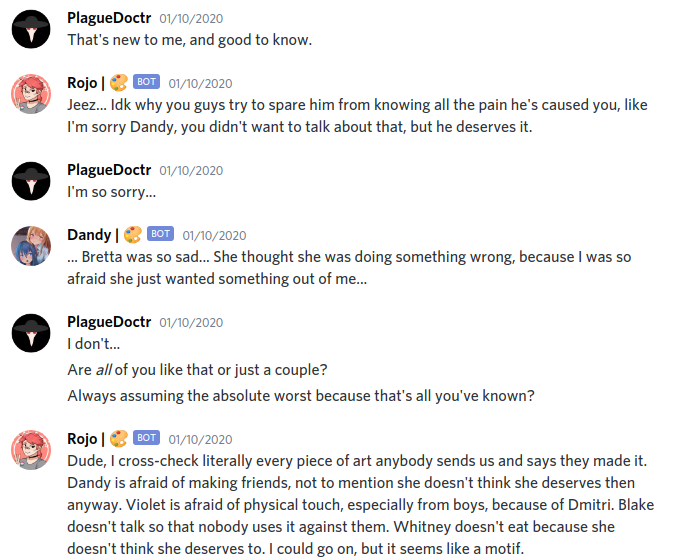 PlagueDoctr 01/10/2020
That's new to me, and good to know.
Rojo | 🎨 BOT 01/10/2020
Jeez... Idk why you guys try to spare him from knowing all the pain he's caused you, like
I'm sorry Dandy, you didn't want to talk about that, but he deserves it.
PlagueDoctr 01/10/2020
I'm so sorry...
Dandy | 🎨 BOT 01/10/2020
... Bretta was so sad... She thought she was doing something wrong, because I was so
afraid she just wanted something out of me...
PlagueDoctr 01/10/2020
I don't...
Are all of you like that or just a couple?
Always assuming the absolute worst because that's all you've known?
Rojo | 🎨 BOT 01/10/2020
Dude, I cross-check literally every piece of art anybody sends us and says they made it.
Dandy is afraid of making friends, not to mention she doesn't think she deserves then
anyway. Violet is afraid of physical touch, especially from boys, because of Dmitri. Blake
doesn't talk so that nobody uses it against them. Whitney doesn't eat because she
doesn't think she deserves to. I could go on, but it seems like a motif.